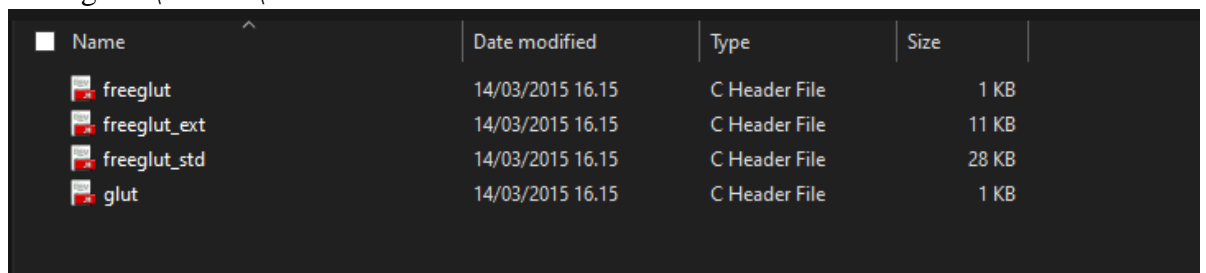 Name Date modified Type Size
freeglut 14/03/2015 16.15 C Header File 1 KB
freeglut_ext 14/03/2015 16.15 C Header File 11 KB
freeglut_std 14/03/2015 16.15 C Header File 28 KB
glut 14/03/2015 16.15 C Header File 1 KB